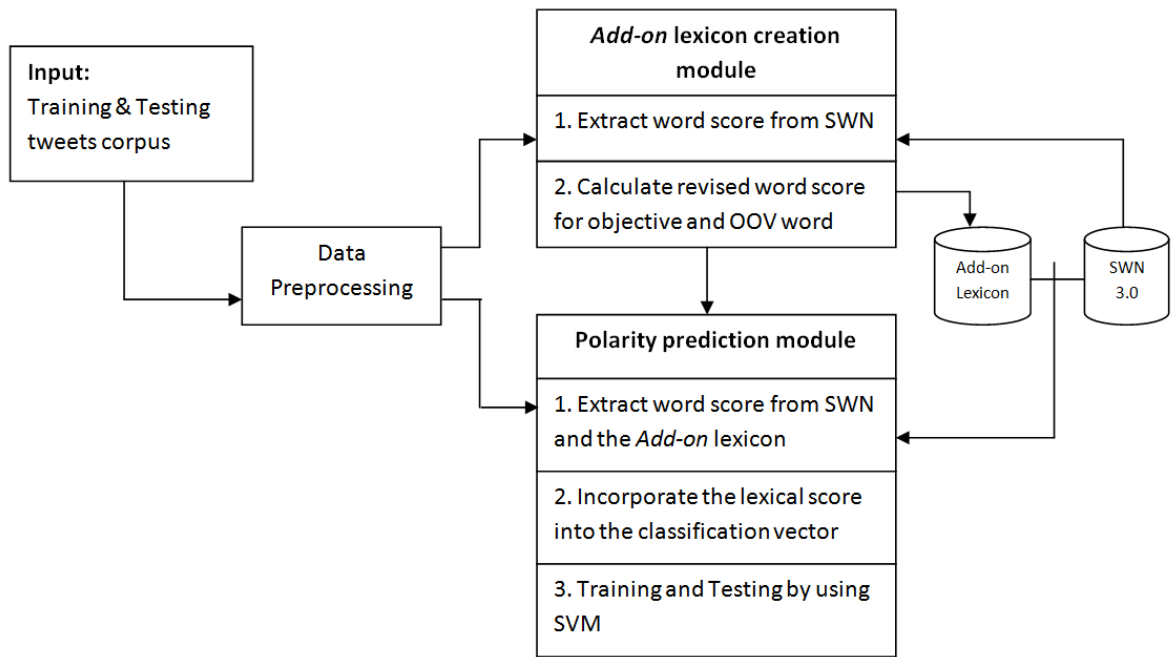 Input:
Training & Testing
tweets corpus
Data
Preprocessing
Add-on lexicon creation
module
1. Extract word score from SWN
2. Calculate revised word score
for objective and OOV word
Add-on
Lexicon
SWN
3.0
Polarity prediction module
1. Extract word score from SWN
and the Add-on lexicon
2. Incorporate the lexical score
into the classification vector
3. Training and Testing by using
SVM